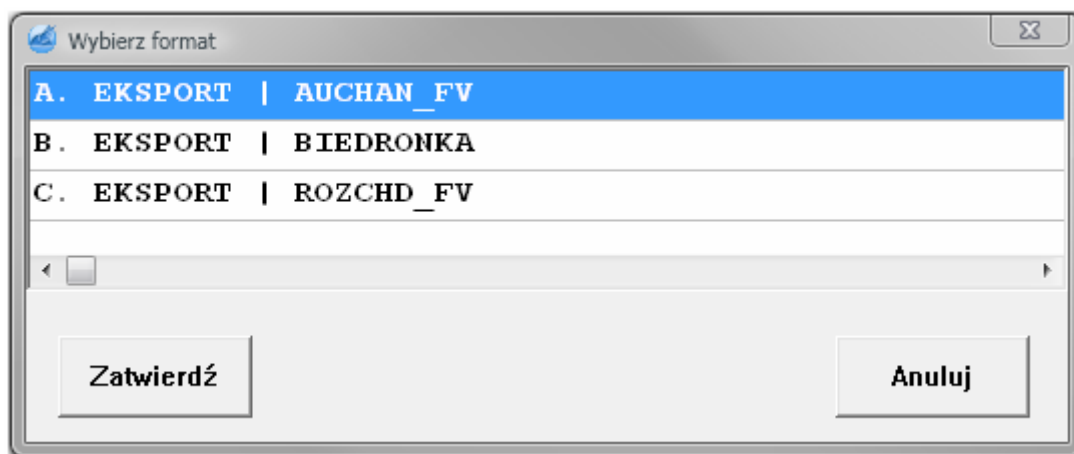 Wybierz format
A. EKSPORT | AUCHAN_FV
B. EKSPORT | BIEDRONKA
C. EKSPORT | ROZCHD_FV
Zatwierdź
Anuluj